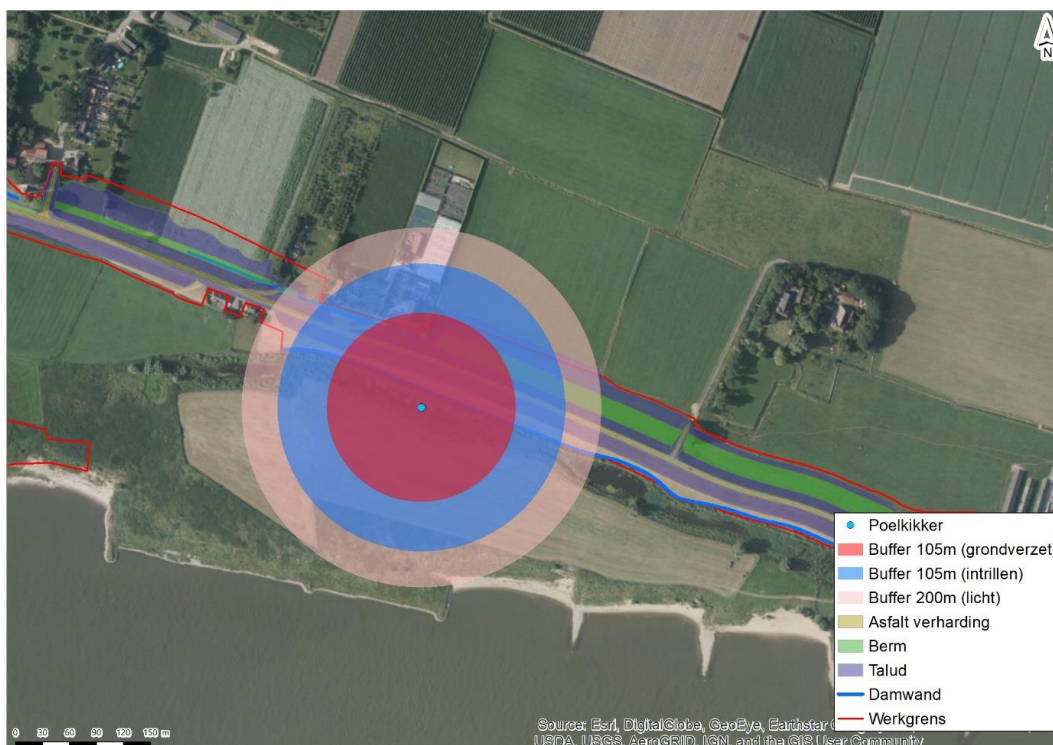 N
Poelkikker
Buffer 105m (grondverzet)
Buffer 105m (intrillen)
Buffer 200m (licht)
Asfalt verharding
Berm
Talud
Damwand
Werkgrens
0 30 60 90 120 150 m
Source: Esri, DigitalGlobe, GeoEye, Earthstar
USDA, USGS, AeroGRID, IGN, and the GIS User Community